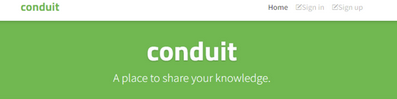 conduit Home Sign in Sign up
conduit
A place to share your knowledge.